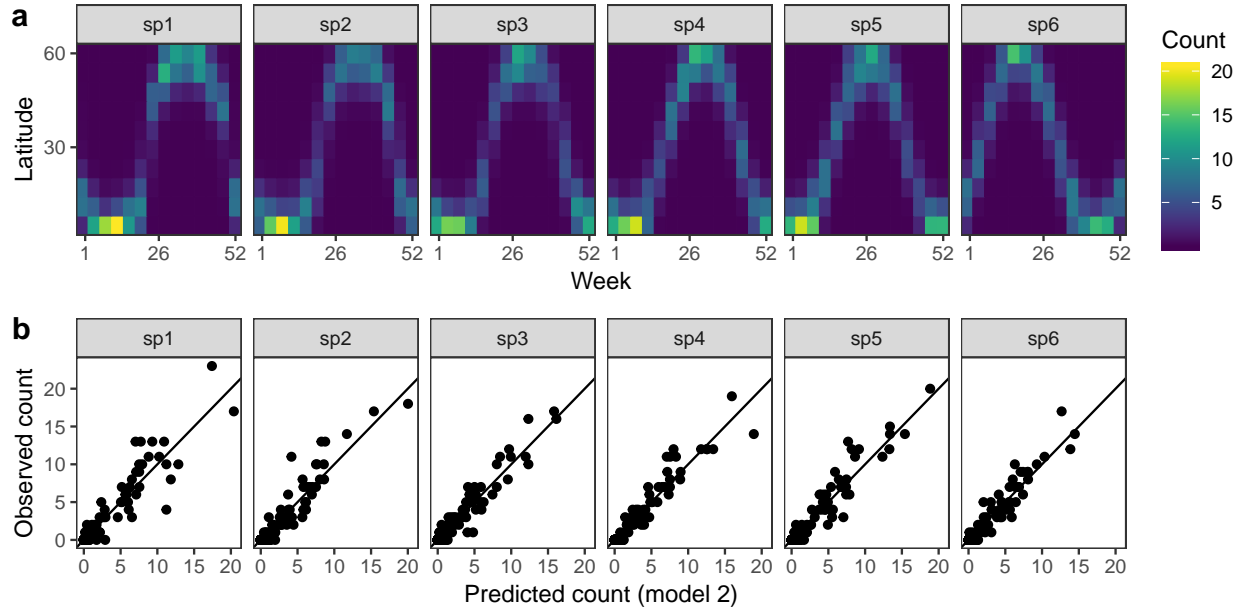 a
sp1 sp2 sp3 sp4 sp5 sp6
Latitude
60
30
1 26 52 1 26 52 1 26 52 1 26 52 1 26 52 1 26 52
Week
Count
20
15
10
5
b
sp1 sp2 sp3 sp4 sp5 sp6
Observed count
20
15
10
5
0
0 5 10 15 20 0 5 10 15 20 0 5 10 15 20 0 5 10 15 20 0 5 10 15 20 0 5 10 15 20
Predicted count (model 2)